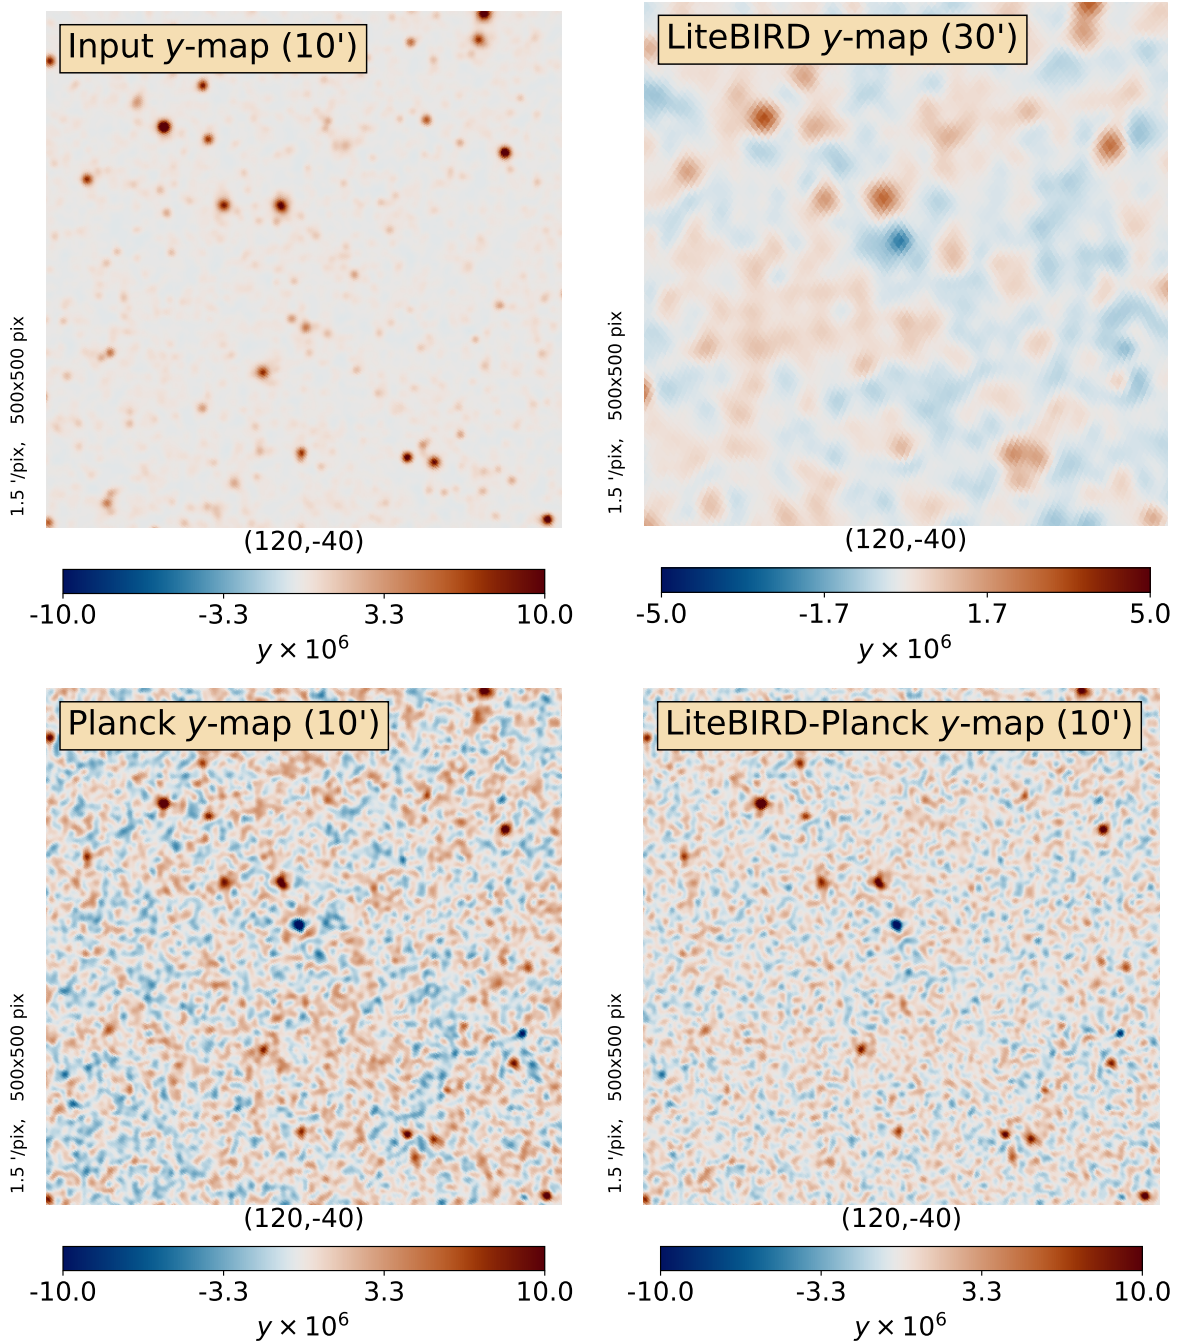 Input y-map (10')
1.5 '/pix, 500x500 pix
(120,-40)
-10.0 -3.3 3.3 10.0
y × 10⁶
LiteBIRD y-map (30')
1.5 '/pix, 500x500 pix
(120,-40)
-5.0 -1.7 1.7 5.0
y × 10⁶
Planck y-map (10')
1.5 '/pix, 500x500 pix
(120,-40)
-10.0 -3.3 3.3 10.0
y × 10⁶
LiteBIRD-Planck y-map (10')
1.5 '/pix, 500x500 pix
(120,-40)
-10.0 -3.3 3.3 10.0
y × 10⁶